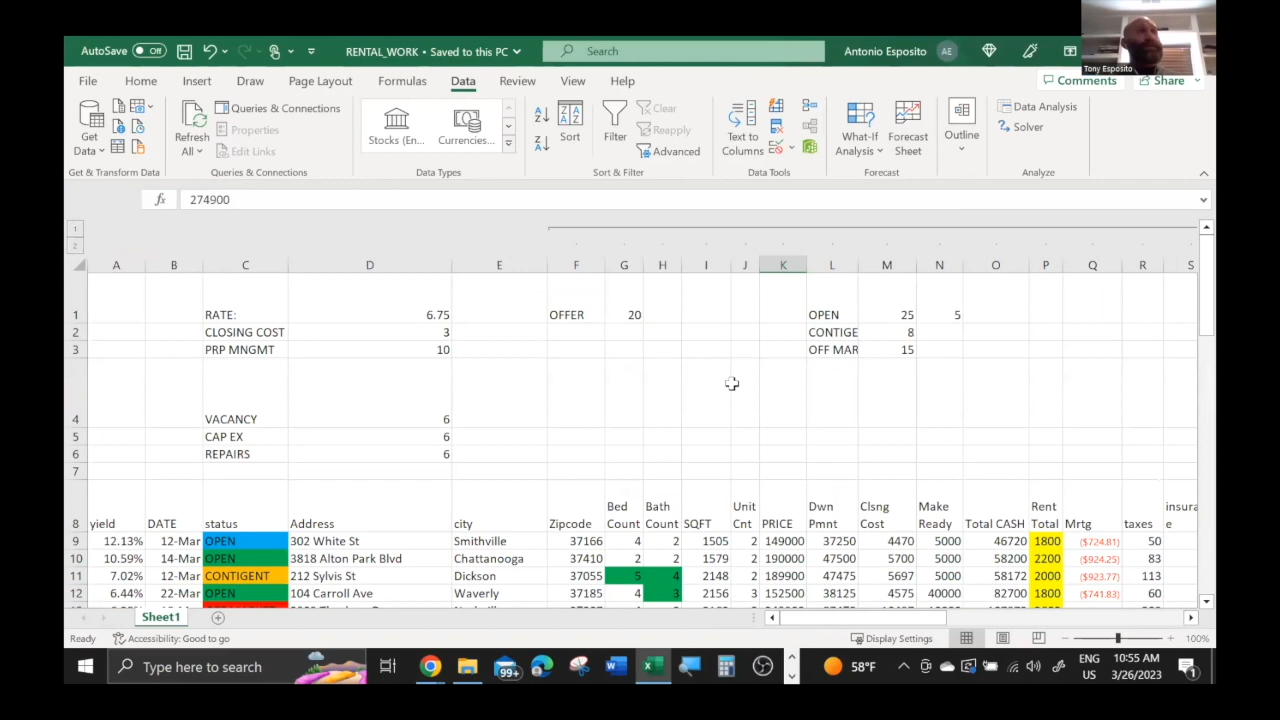 AutoSave Off RENTAL_WORK • Saved to this PC Search Antonio Esposito AE
Tony Esposito
File Home Insert Draw Page Layout Formulas Data Review View Help Comments Share
Get Data Refresh All Queries & Connections Properties Edit Links Stocks (En... Currencies... Sort Filter Clear Reapply Advanced Text to Columns What-If Analysis Forecast Sheet Outline Data Analysis Solver
Get & Transform Data Queries & Connections Data Types Sort & Filter Data Tools Forecast Analyze
fx 274900
1
2
A B C D E F G H I J K L M N O P Q R S
1 RATE: 6.75 OFFER 20 OPEN 25 5
2 CLOSING COST 3 CONTIGE 8
3 PRP MNGMT 10 OFF MAR 15
4 VACANCY 6
5 CAP EX 6
6 REPAIRS 6
7
8 yield DATE status Address city Zipcode Bed Count Bath Count SQFT Unit Cnt PRICE Dwn Pmnt Clsng Cost Make Ready Total CASH Rent Total Mrtg taxes insura e
9 12.13% 12-Mar OPEN 302 White St Smithville 37166 4 2 1505 2 149000 37250 4470 5000 46720 1800 ($724.81) 50
10 10.59% 14-Mar OPEN 3818 Alton Park Blvd Chattanooga 37410 2 2 1579 2 190000 47500 5700 5000 58200 2200 ($924.25) 83
11 7.02% 12-Mar CONTIGENT 212 Sylvis St Dickson 37055 5 4 2148 2 189900 47475 5697 5000 58172 2000 ($923.77) 113
12 6.44% 22-Mar OPEN 104 Carroll Ave Waverly 37185 4 3 2156 3 152500 38125 4575 40000 82700 1800 ($741.83) 60
Sheet1
Ready Accessibility: Good to go Display Settings 100%
Type here to search 99+ 58°F ENG US 10:55 AM 3/26/2023 1